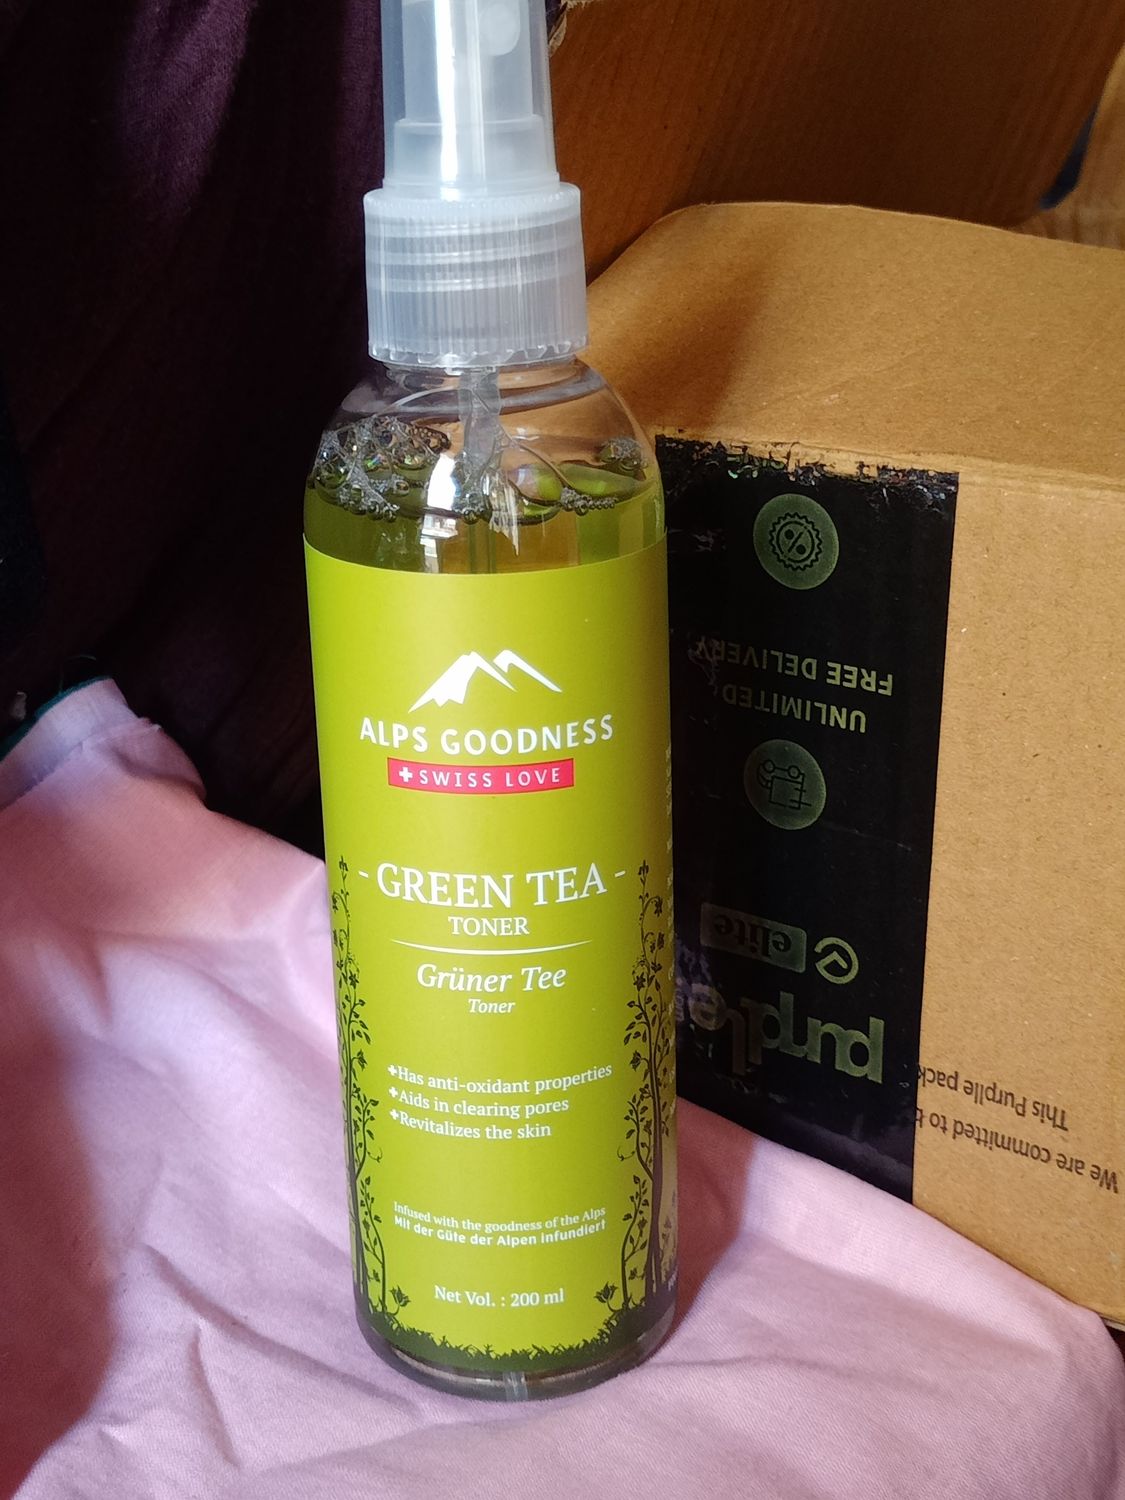 ALPS GOODNESS
SWISS LOVE
- GREEN TEA -
TONER
Grüner Tee
Toner
+Has anti-oxidant properties
+Aids in clearing pores
+Revitalizes the skin
Infused with the goodness of the Alps
Mit der Güte der Alpen infundiert
Net Vol. : 200 ml
purplle
elite
UNLIMITED
FREE DELIVERY
We are committed to
This Purplle pack